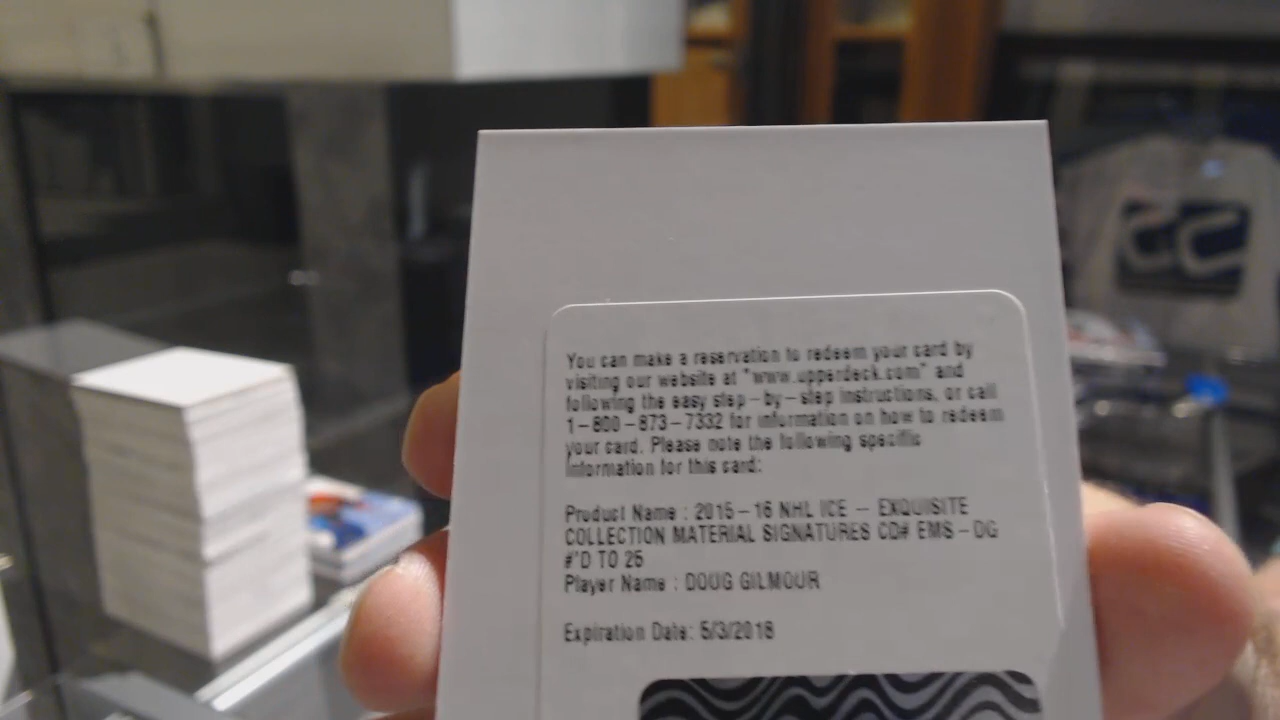 You can make a reservation to redeem your card by
visiting our website at "www.upperdeck.com" and
following the easy step-by-step instructions, or call
1-800-873-7332 for information on how to redeem
your card. Please note the following specific
information for this card:
Product Name : 2015-16 NHL ICE -- EXQUISITE
COLLECTION MATERIAL SIGNATURES CD# EMS-DG
#'D TO 25
Player Name : DOUG GILMOUR
Expiration Date: 5/3/2018